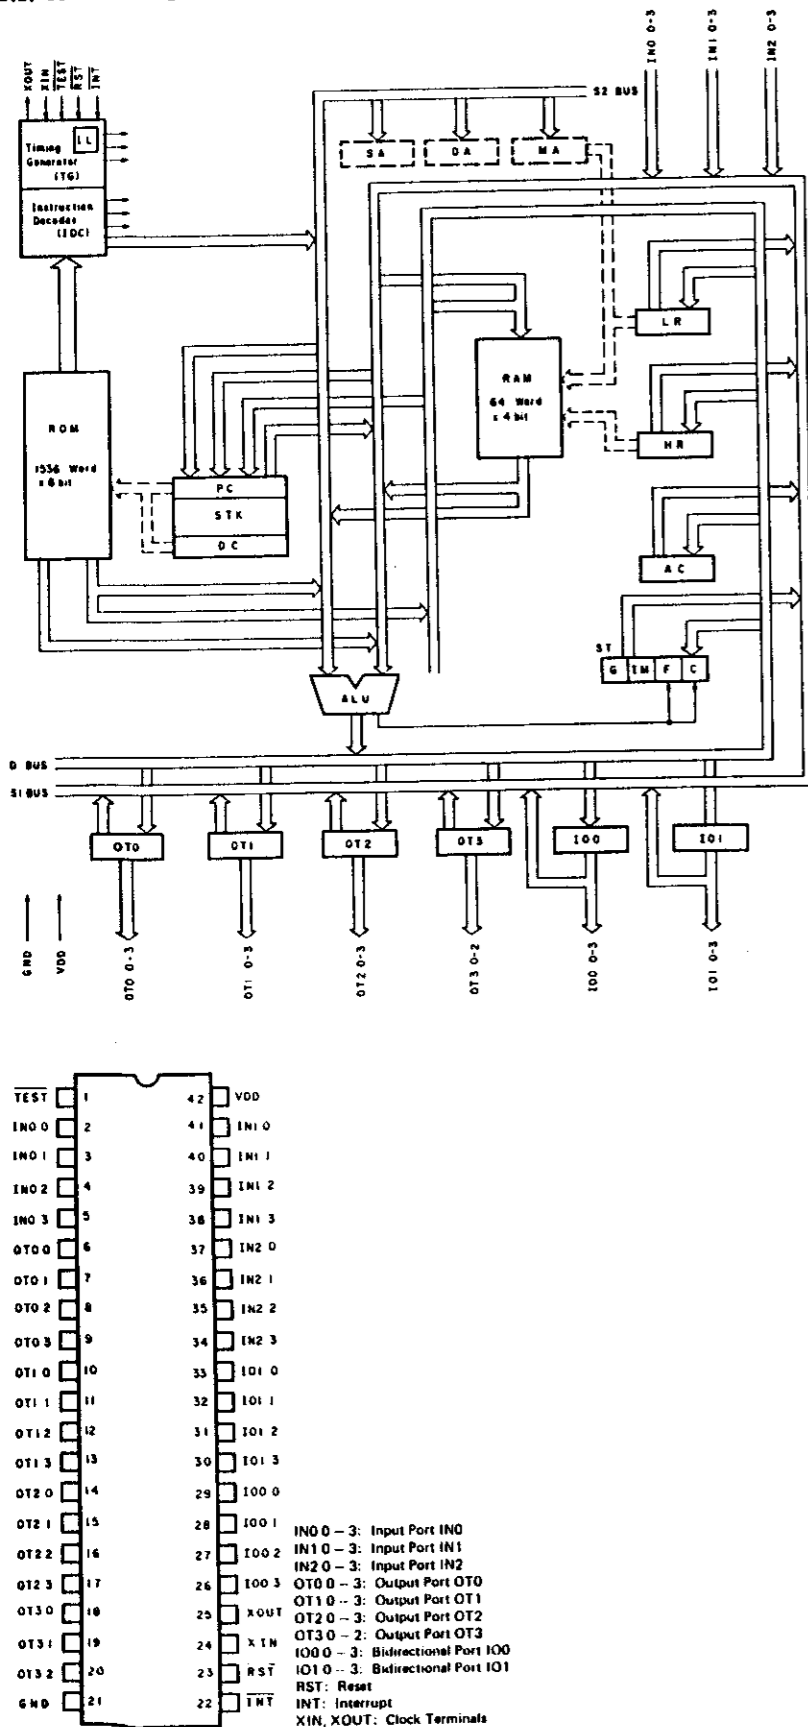 XOUT
XIN
TEST
RST
INT
IN0 0-3
IN1 0-3
IN2 0-3
S2 BUS
IL
Timing
Generator
(TG)
Instruction
Decoder
(IDC)
SA
DA
MA
LR
RAM
64 Word
x 4 bit
HR
ROM
1536 Word
x 8 bit
PC
STK
DC
AC
ST
G IM F C
ALU
D BUS
S1 BUS
OT0
OT1
OT2
OT3
IO0
IO1
GND
VDD
OT0 0-3
OT1 0-3
OT2 0-3
OT3 0-2
IO0 0-3
IO1 0-3
TEST 1 42 VDD
IN0 0 2 41 IN1 0
IN0 1 3 40 IN1 1
IN0 2 4 39 IN1 2
IN0 3 5 38 IN1 3
OT0 0 6 37 IN2 0
OT0 1 7 36 IN2 1
OT0 2 8 35 IN2 2
OT0 3 9 34 IN2 3
OT1 0 10 33 IO1 0
OT1 1 11 32 IO1 1
OT1 2 12 31 IO1 2
OT1 3 13 30 IO1 3
OT2 0 14 29 IO0 0
OT2 1 15 28 IO0 1
OT2 2 16 27 IO0 2
OT2 3 17 26 IO0 3
OT3 0 18 25 XOUT
OT3 1 19 24 XIN
OT3 2 20 23 RST
GND 21 22 INT
IN0 0 – 3: Input Port IN0
IN1 0 – 3: Input Port IN1
IN2 0 – 3: Input Port IN2
OT0 0 – 3: Output Port OT0
OT1 0 – 3: Output Port OT1
OT2 0 – 3: Output Port OT2
OT3 0 – 2: Output Port OT3
IO0 0 – 3: Bidirectional Port IO0
IO1 0 – 3: Bidirectional Port IO1
RST: Reset
INT: Interrupt
XIN, XOUT: Clock Terminals